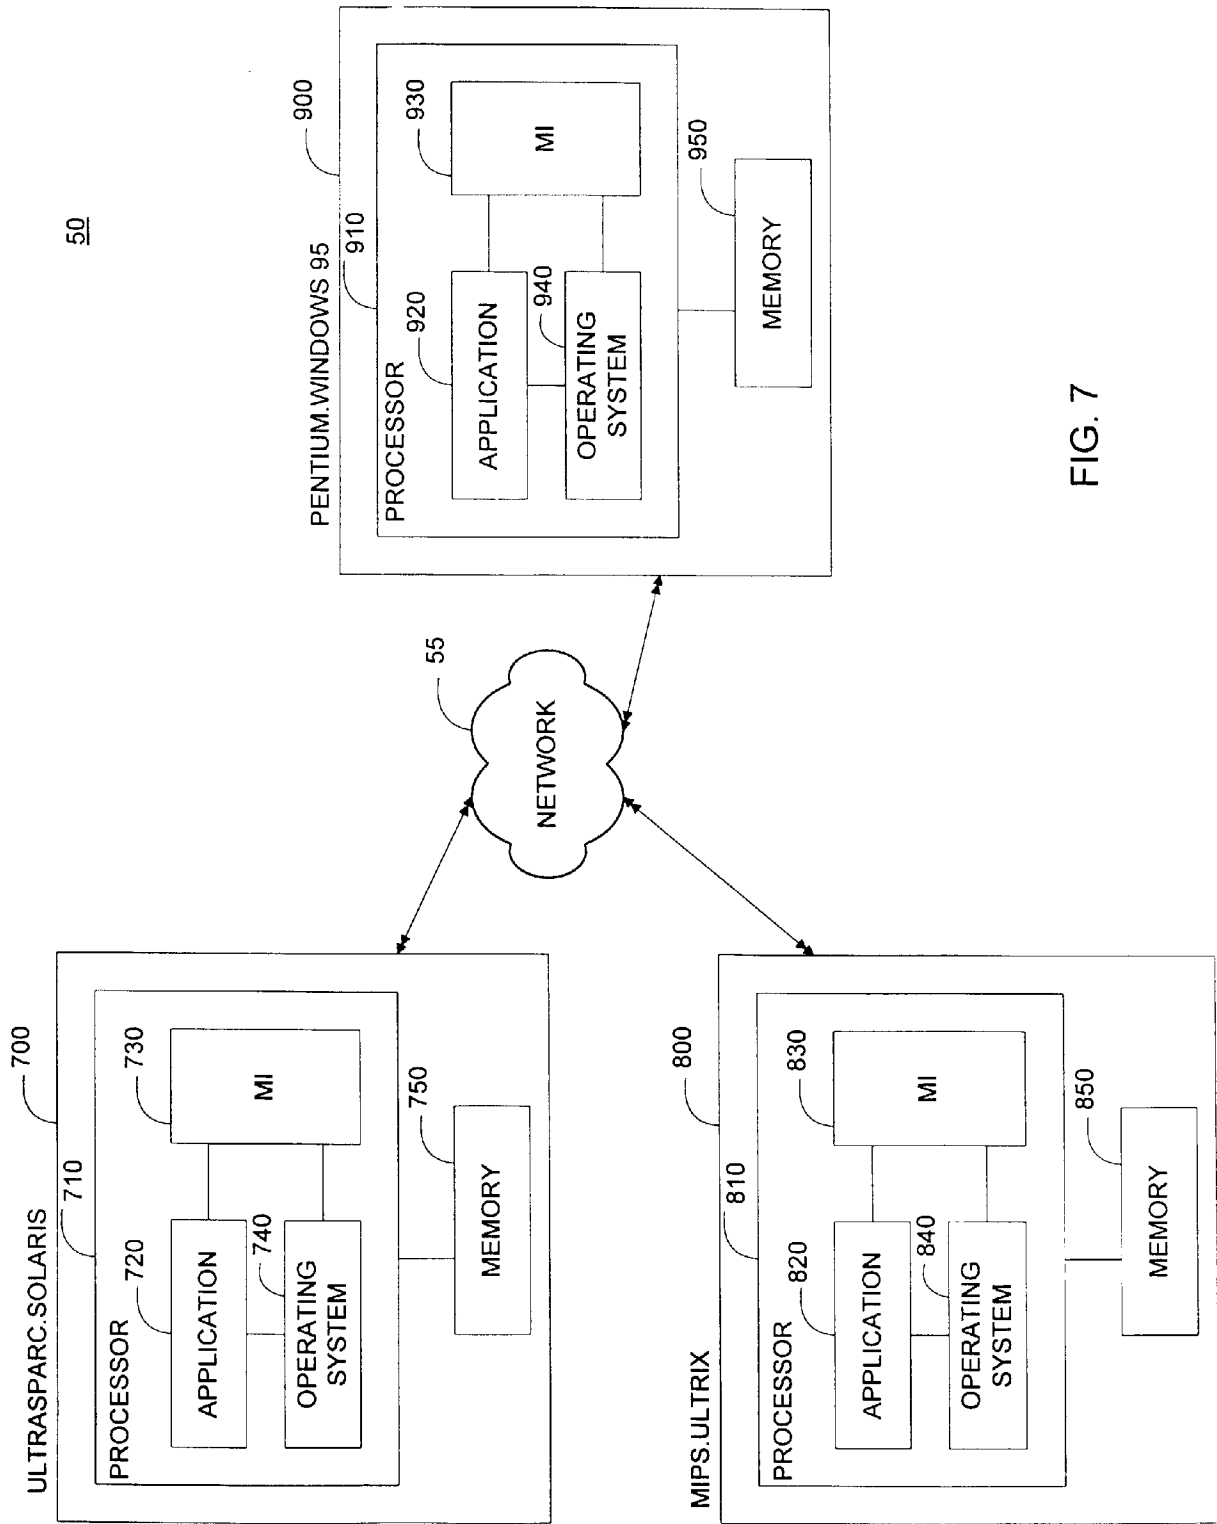 50
ULTRASPARC.SOLARIS
700
710
PROCESSOR
720
730
APPLICATION
MI
740
OPERATING
SYSTEM
750
MEMORY
NETWORK
55
PENTIUM.WINDOWS 95
900
910
PROCESSOR
920
930
APPLICATION
MI
940
OPERATING
SYSTEM
950
MEMORY
MIPS.ULTRIX
800
810
PROCESSOR
820
830
APPLICATION
MI
840
OPERATING
SYSTEM
850
MEMORY
FIG. 7